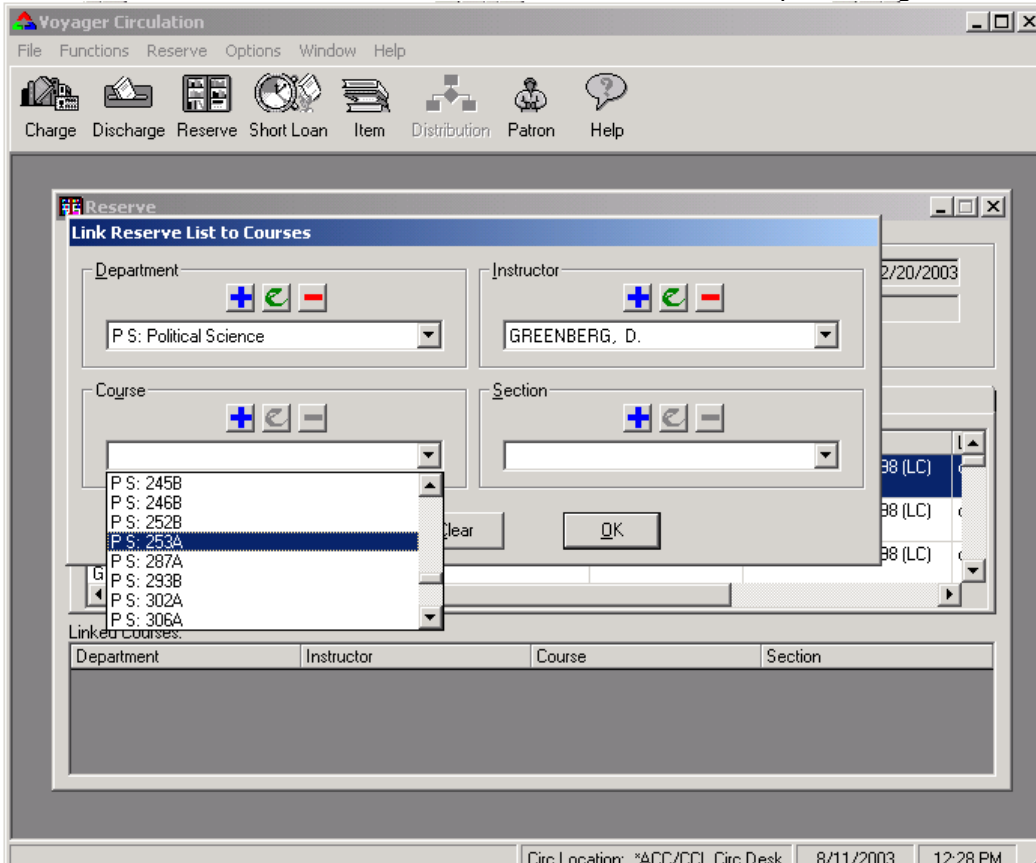 Voyager Circulation
File Functions Reserve Options Window Help
Charge Discharge Reserve Short Loan Item Distribution Patron Help
Reserve
Link Reserve List to Courses
Department Instructor
2/20/2003
P S: Political Science GREENBERG, D.
Course Section
P S: 245B
P S: 246B
P S: 252B
P S: 253A
P S: 287A
P S: 293B
P S: 302A
P S: 306A
Clear OK
98 (LC)
98 (LC)
98 (LC)
G
Linked Courses:
Department Instructor Course Section
Circ Location: *ACC/CCL Circ Desk 8/11/2003 12:28 PM